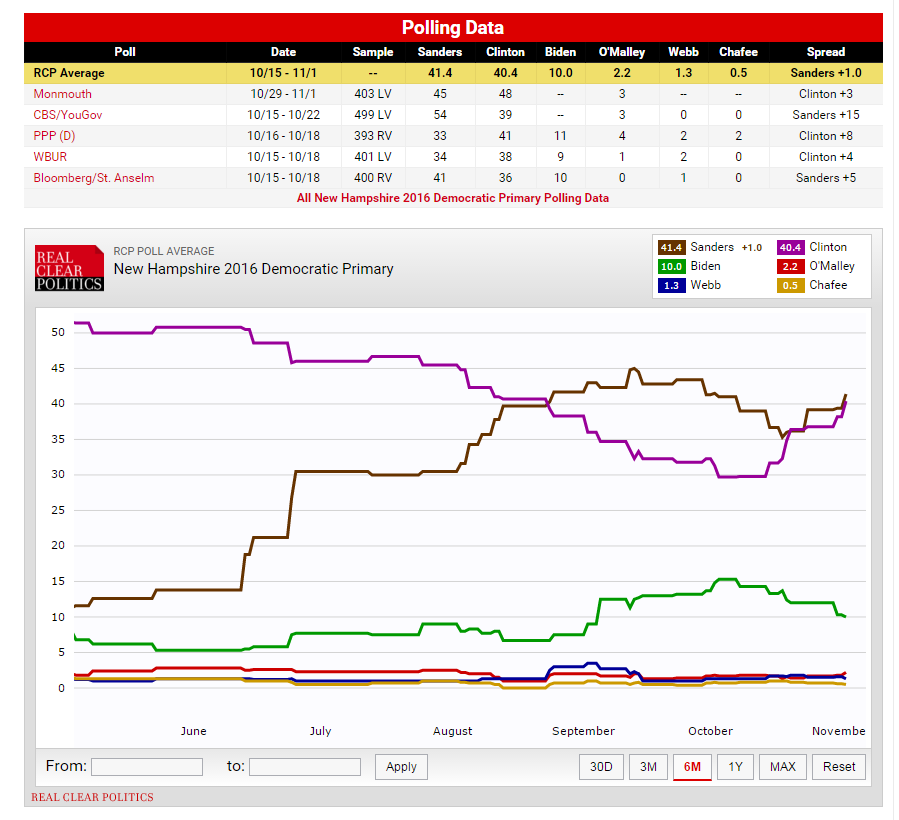 Polling Data
Poll Date Sample Sanders Clinton Biden O'Malley Webb Chafee Spread
RCP Average 10/15 - 11/1 -- 41.4 40.4 10.0 2.2 1.3 0.5 Sanders +1.0
Monmouth 10/29 - 11/1 403 LV 45 48 -- 3 -- -- Clinton +3
CBS/YouGov 10/15 - 10/22 499 LV 54 39 -- 3 0 0 Sanders +15
PPP (D) 10/16 - 10/18 393 RV 33 41 11 4 2 2 Clinton +8
WBUR 10/15 - 10/18 401 LV 34 38 9 1 2 0 Clinton +4
Bloomberg/St. Anselm 10/15 - 10/18 400 RV 41 36 10 0 1 0 Sanders +5
All New Hampshire 2016 Democratic Primary Polling Data
REAL
CLEAR
POLITICS
RCP POLL AVERAGE
New Hampshire 2016 Democratic Primary
41.4 Sanders +1.0 40.4 Clinton
10.0 Biden 2.2 O'Malley
1.3 Webb 0.5 Chafee
50
45
40
35
30
25
20
15
10
5
0
June July August September October Novembe
From: to: Apply 30D 3M 6M 1Y MAX Reset
REAL CLEAR POLITICS